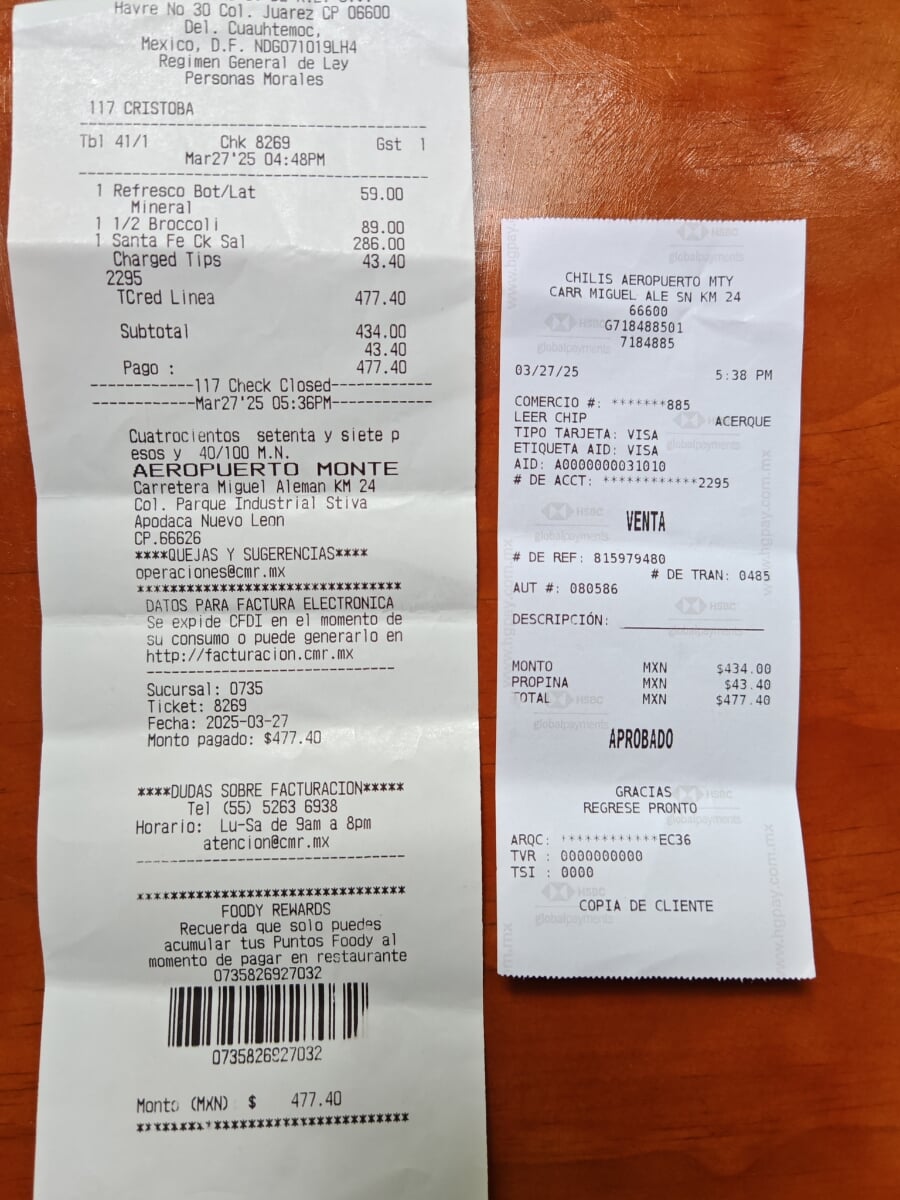 Havre No 30 Col. Juarez CP 06600
Del. Cuauhtemoc,
Mexico, D.F. NDG071019LH4
Regimen General de Ley
Personas Morales
117 CRISTOBA
Tbl 41/1 Chk 8269 Gst 1
Mar27'25 04:48PM
1 Refresco Bot/Lat 59.00
Mineral
1 1/2 Broccoli 89.00
1 Santa Fe Ck Sal 286.00
Charged Tips 43.40
2295
TCred Linea 477.40
Subtotal 434.00
43.40
Pago : 477.40
------------117 Check Closed------------
------------Mar27'25 05:36PM------------
Cuatrocientos setenta y siete p
esos y 40/100 M.N.
AEROPUERTO MONTE
Carretera Miguel Aleman KM 24
Col. Parque Industrial Stiva
Apodaca Nuevo Leon
CP.66626
****QUEJAS Y SUGERENCIAS****
operaciones@cmr.mx
********************************
DATOS PARA FACTURA ELECTRONICA
Se expide CFDI en el momento de
su consumo o puede generarlo en
http://facturacion.cmr.mx
Sucursal: 0735
Ticket: 8269
Fecha: 2025-03-27
Monto pagado: $477.40
****DUDAS SOBRE FACTURACION*****
Tel (55) 5263 6938
Horario: Lu-Sa de 9am a 8pm
atencion@cmr.mx
********************************
FOODY REWARDS
Recuerda que solo puedes
acumular tus Puntos Foody al
momento de pagar en restaurante
0735826927032
0735826927032
Monto (MXN) $ 477.40
********************************
HSBC
globalpayments
CHILIS AEROPUERTO MTY
CARR MIGUEL ALE SN KM 24
66600
G718488501
7184885
03/27/25 5:38 PM
COMERCIO #: *******885
LEER CHIP ACERQUE
TIPO TARJETA: VISA
ETIQUETA AID: VISA
AID: A0000000031010
# DE ACCT: ************2295
VENTA
# DE REF: 815979480
# DE TRAN: 0485
AUT #: 080586
DESCRIPCIÓN:
MONTO MXN $434.00
PROPINA MXN $43.40
TOTAL MXN $477.40
APROBADO
GRACIAS
REGRESE PRONTO
ARQC: ************EC36
TVR : 0000000000
TSI : 0000
COPIA DE CLIENTE
www.hgpay.com.mx